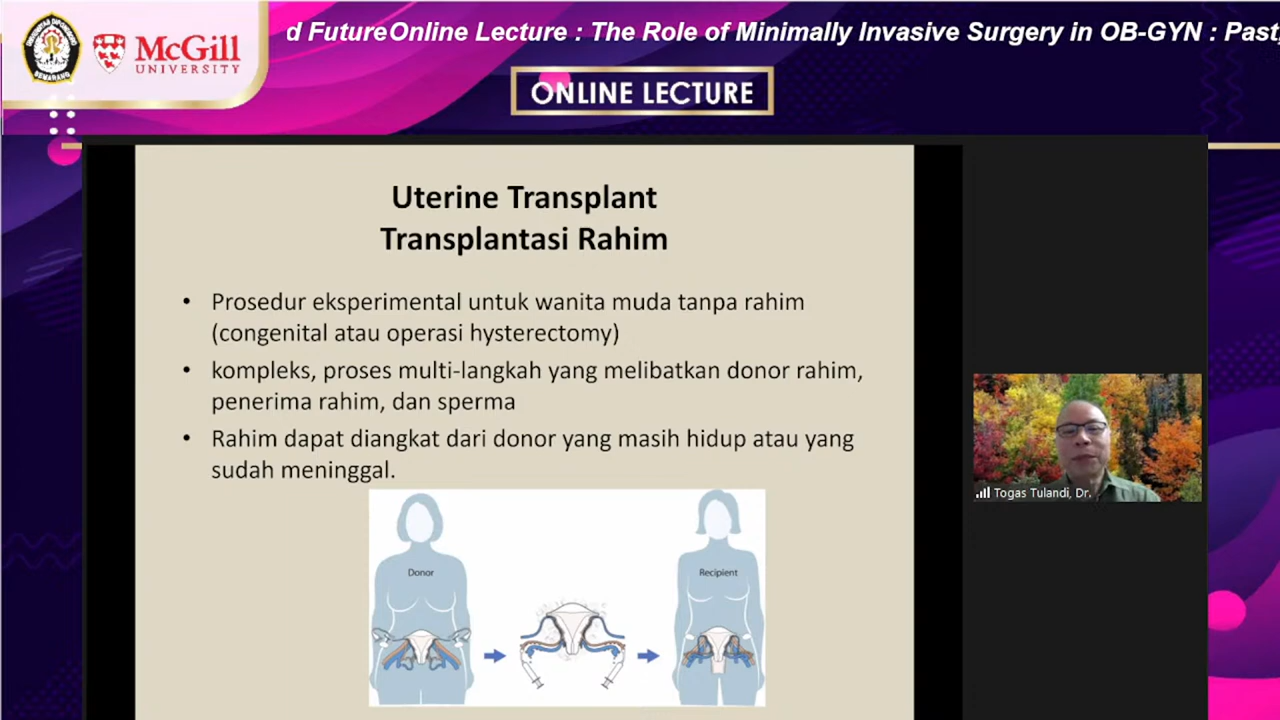 McGill
UNIVERSITY
SEMARANG
d FutureOnline Lecture : The Role of Minimally Invasive Surgery in OB-GYN : Past,
ONLINE LECTURE
Uterine Transplant
Transplantasi Rahim
• Prosedur eksperimental untuk wanita muda tanpa rahim
(congenital atau operasi hysterectomy)
• kompleks, proses multi-langkah yang melibatkan donor rahim,
penerima rahim, dan sperma
• Rahim dapat diangkat dari donor yang masih hidup atau yang
sudah meninggal.
Donor
Recipient
Togas Tulandi, Dr.